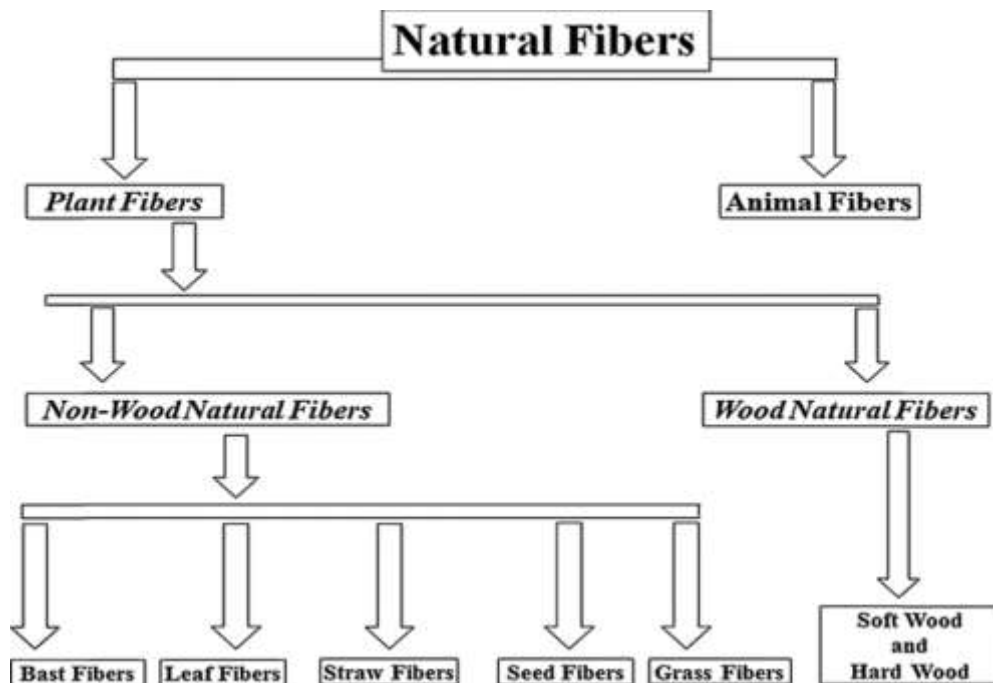 Natural Fibers
Plant Fibers
Animal Fibers
Non-Wood Natural Fibers
Wood Natural Fibers
Soft Wood
and
Hard Wood
Bast Fibers
Leaf Fibers
Straw Fibers
Seed Fibers
Grass Fibers